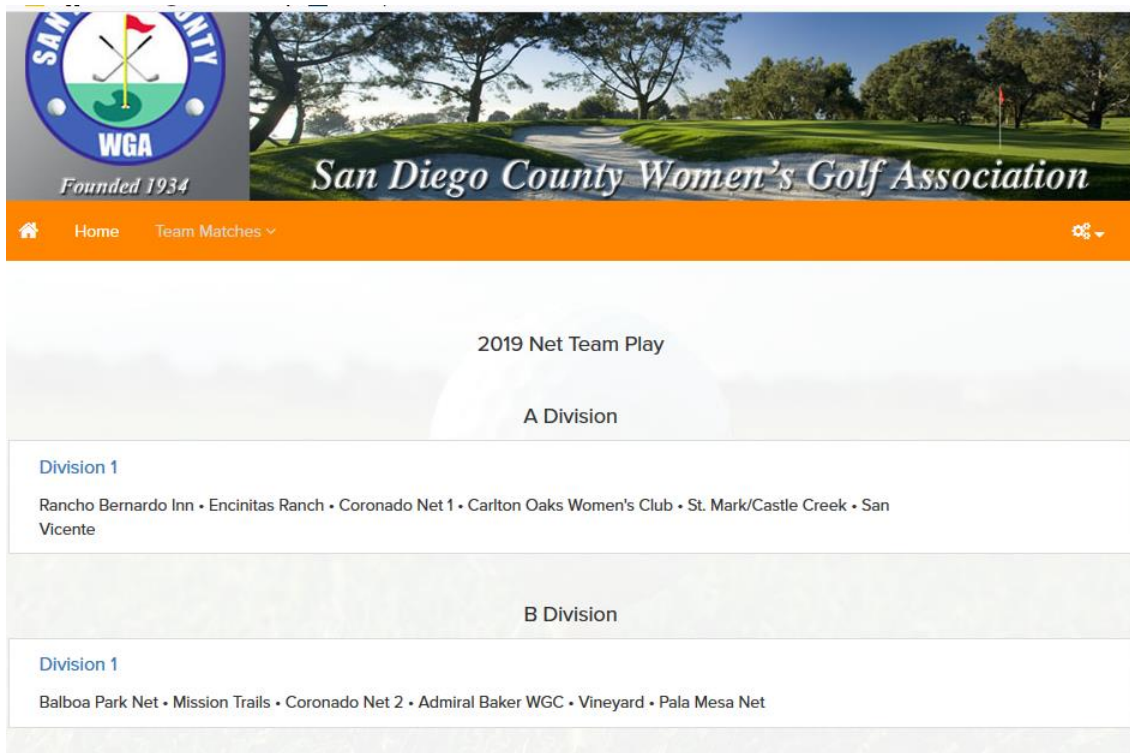 SAN
COUNTY
WGA
Founded 1934
San Diego County Women's Golf Association
Home Team Matches
2019 Net Team Play
A Division
Division 1
Rancho Bernardo Inn • Encinitas Ranch • Coronado Net 1 • Carlton Oaks Women's Club • St. Mark/Castle Creek • San
Vicente
B Division
Division 1
Balboa Park Net • Mission Trails • Coronado Net 2 • Admiral Baker WGC • Vineyard • Pala Mesa Net